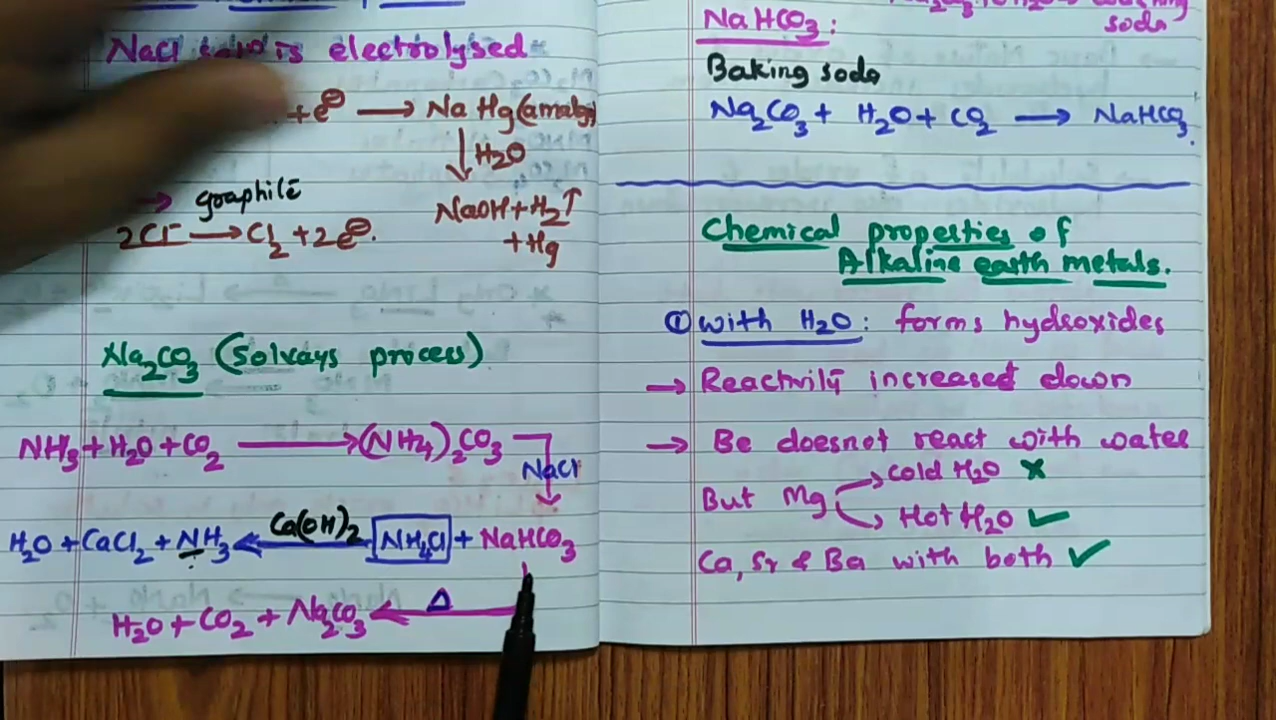 NaCl is electrolysed
+ e⊖ → Na Hg (amalg)
↓ H₂O
graphite
2Cl⁻ → Cl₂ + 2e⊖.
NaOH + H₂↑
+ Hg
Na₂CO₃ (Solvays process)
NH₃ + H₂O + CO₂ → (NH₄)₂CO₃
NaCl
H₂O + CaCl₂ + NH₃ ← Ca(OH)₂ NH₄Cl + NaHCO₃
H₂O + CO₂ + Na₂CO₃ ← Δ
soda
NaHCO₃:
Baking soda
Na₂CO₃ + H₂O + CO₂ → NaHCO₃.
Chemical properties of
Alkaline earth metals.
① with H₂O: forms hydroxides
→ Reactivity increased down
→ Be doesnot react with water
But Mg → Cold H₂O ✗
→ Hot H₂O ✓
Ca, Sr & Ba with both ✓